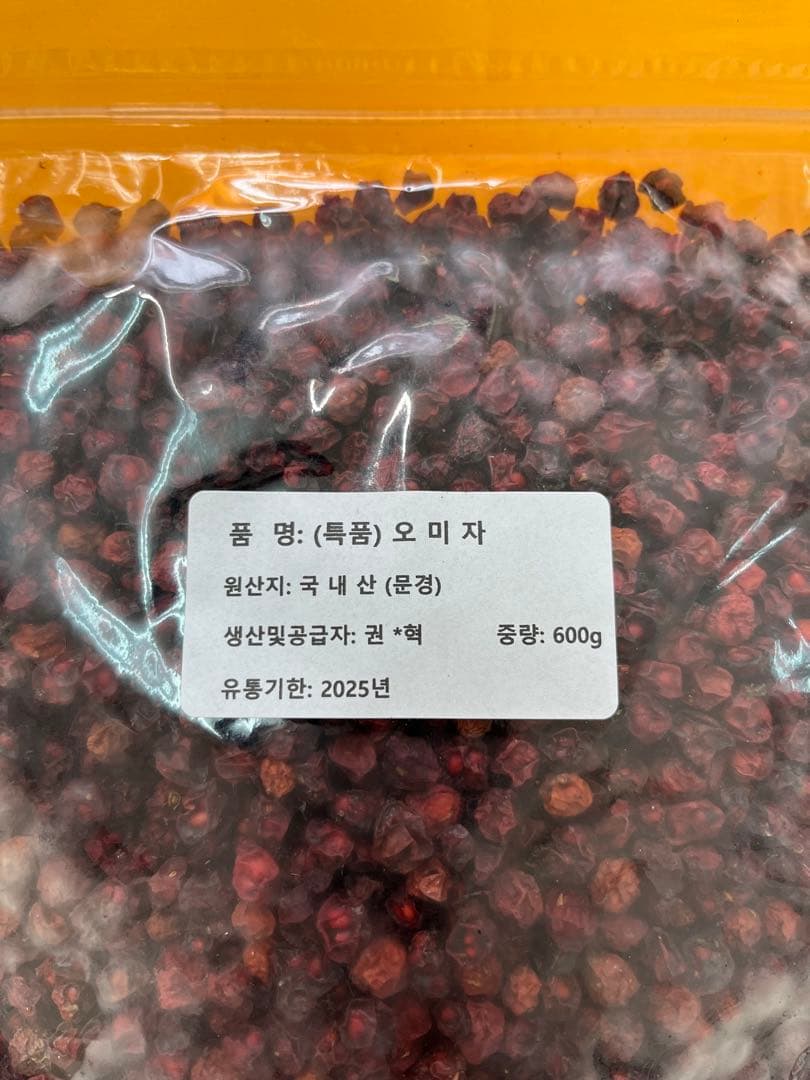 품 명: (특품) 오 미 자
원산지: 국 내 산 (문경)
생산및공급자: 권 *혁 중량: 600g
유통기한: 2025년